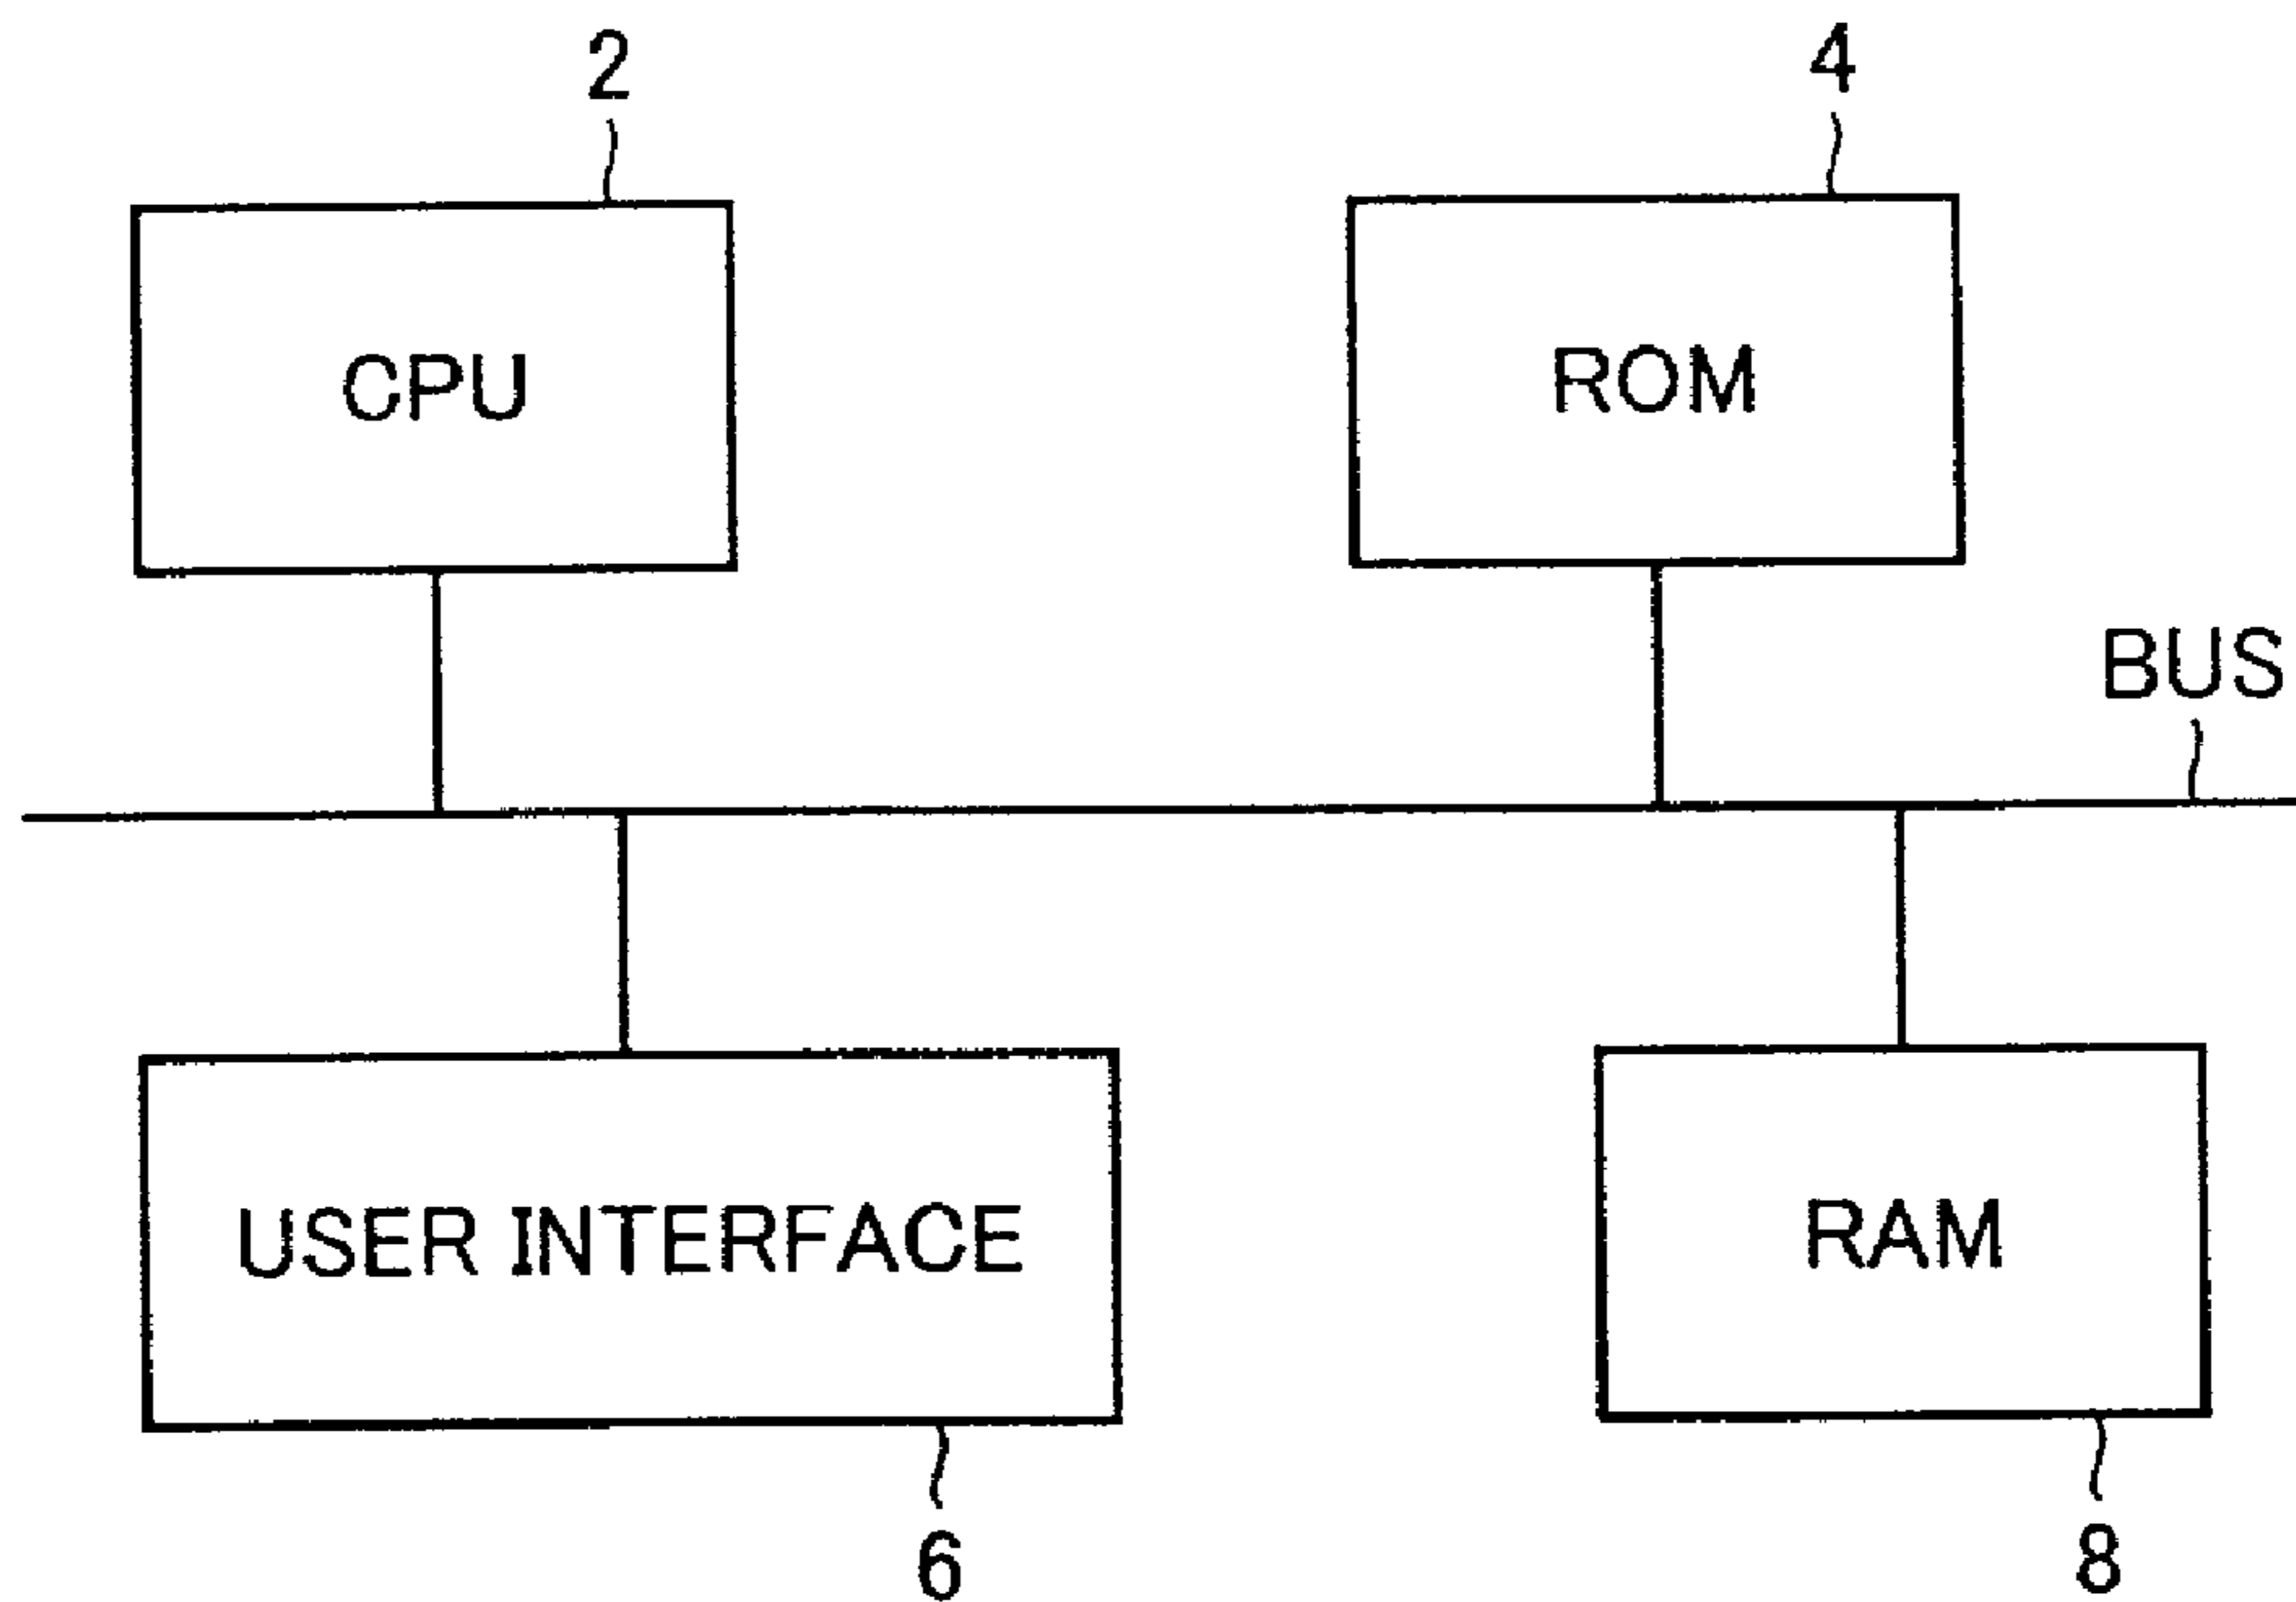 2
4
CPU
ROM
BUS
USER INTERFACE
RAM
6
8